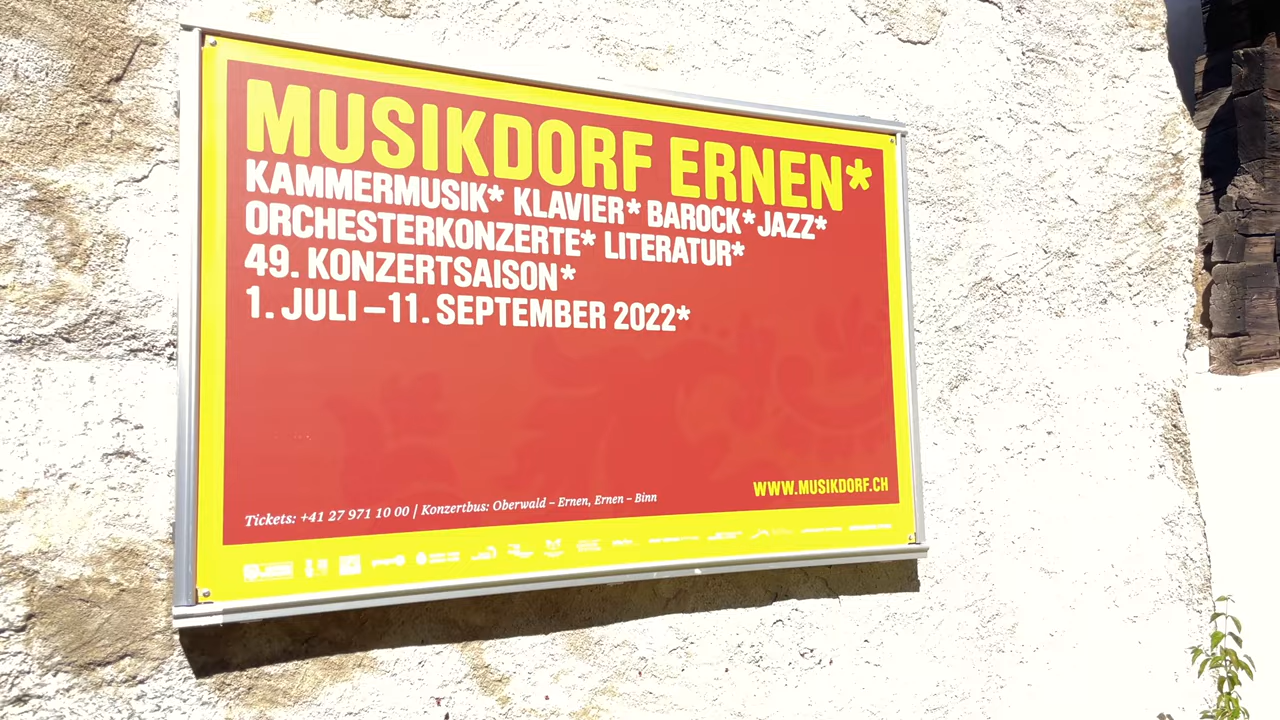 MUSIKDORF ERNEN*
KAMMERMUSIK* KLAVIER* BAROCK* JAZZ*
ORCHESTERKONZERTE* LITERATUR*
49. KONZERTSAISON*
1. JULI – 11. SEPTEMBER 2022*
WWW.MUSIKDORF.CH
Tickets: +41 27 971 10 00 | Konzertbus: Oberwald – Ernen, Ernen – Binn